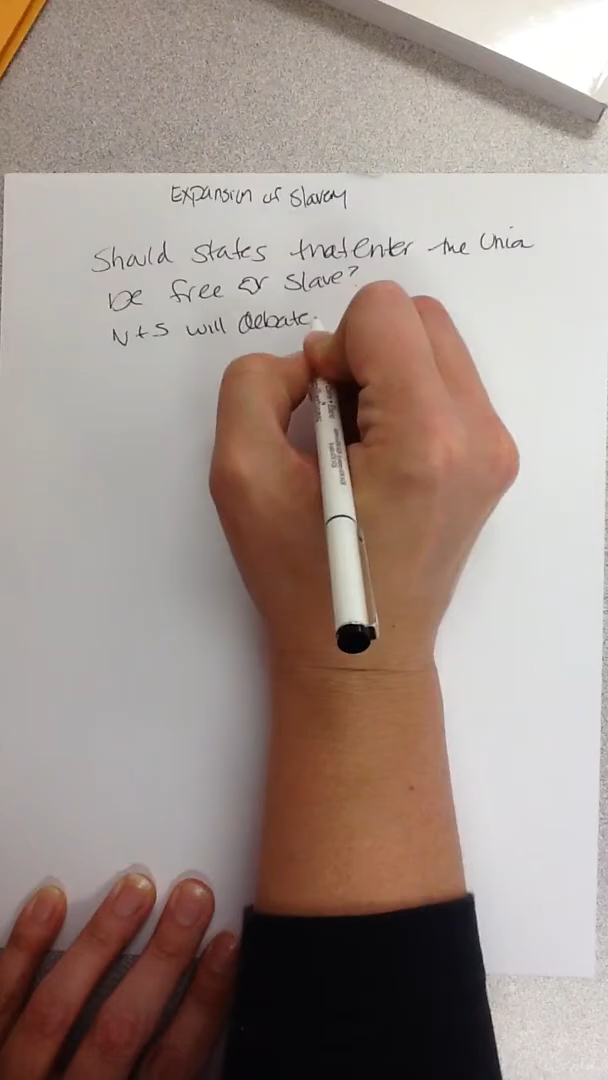 Expansion of Slavery
Should states that enter the Union
be free or slave?
N + S will debate